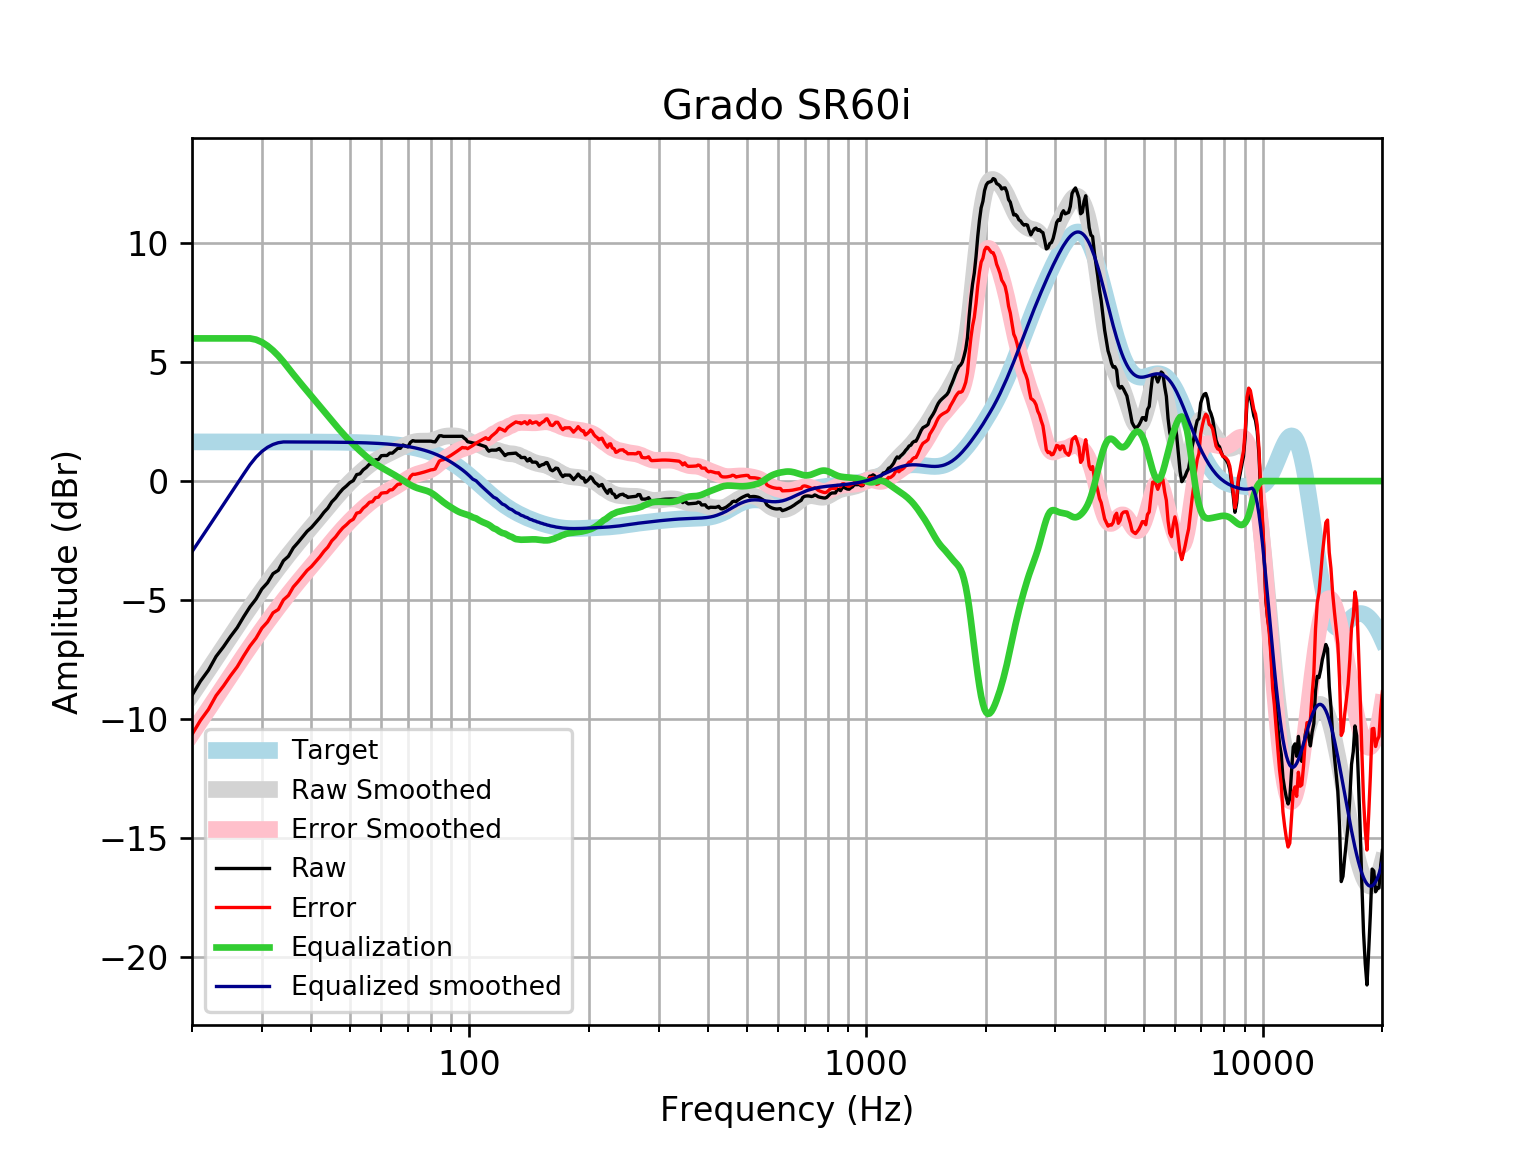 Grado SR60i
Amplitude (dBr)
10
5
0
−5
−10
−15
−20
Target
Raw Smoothed
Error Smoothed
Raw
Error
Equalization
Equalized smoothed
100
1000
10000
Frequency (Hz)